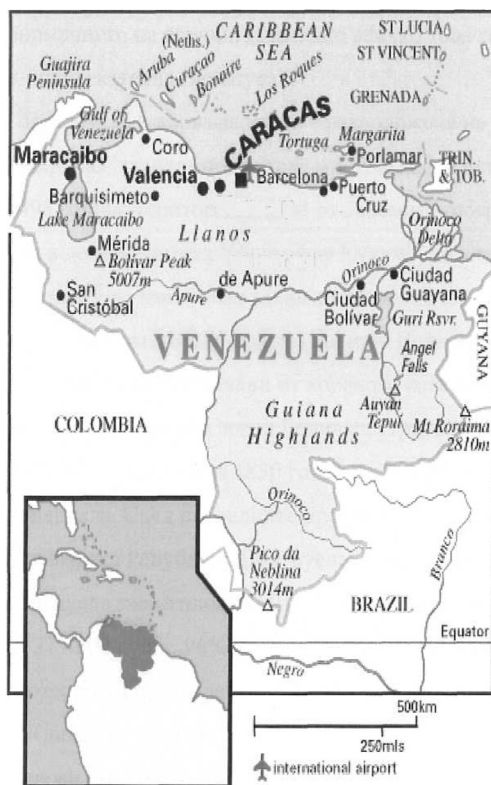 CARIBBEAN
SEA
(Neths.)
Aruba
Curaçao
Bonaire
Los Roques
ST LUCIA
ST VINCENT
GRENADA
Guajira
Peninsula
Gulf of
Venezuela
Coro
CARACAS
Tortuga
Margarita
Porlamar
TRIN.
& TOB.
Maracaibo
Valencia
Barcelona
Puerto
Cruz
Barquisimeto
Lake Maracaibo
Llanos
Orinoco
Delta
Mérida
Bolívar Peak
5007m
San
Cristóbal
Apure
de Apure
Orinoco
Ciudad
Bolívar
Ciudad
Guayana
Guri Rsvr.
GUYANA
VENEZUELA
Angel
Falls
Auyán
Tepui
Mt Roraima
2810m
COLOMBIA
Guiana
Highlands
Orinoco
Pico da
Neblina
3014m
BRAZIL
Branco
Equator
Negro
500km
250mls
international airport